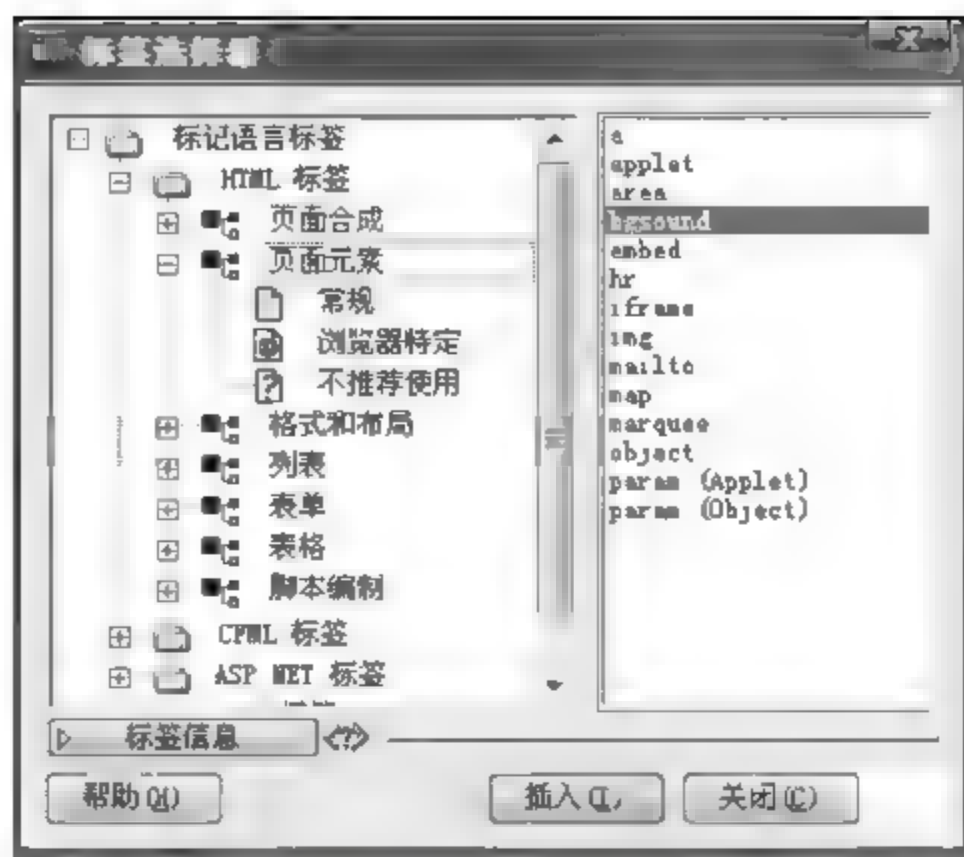 标签选择器
标记语言标签
HTML 标签
页面合成
页面元素
常规
浏览器特定
不推荐使用
格式和布局
列表
表单
表格
脚本编制
CFML 标签
ASP NET 标签
a
applet
area
bgsound
embed
hr
iframe
img
mailto
map
marquee
object
param (Applet)
param (Object)
标签信息
帮助(H)
插入(I)
关闭(C)